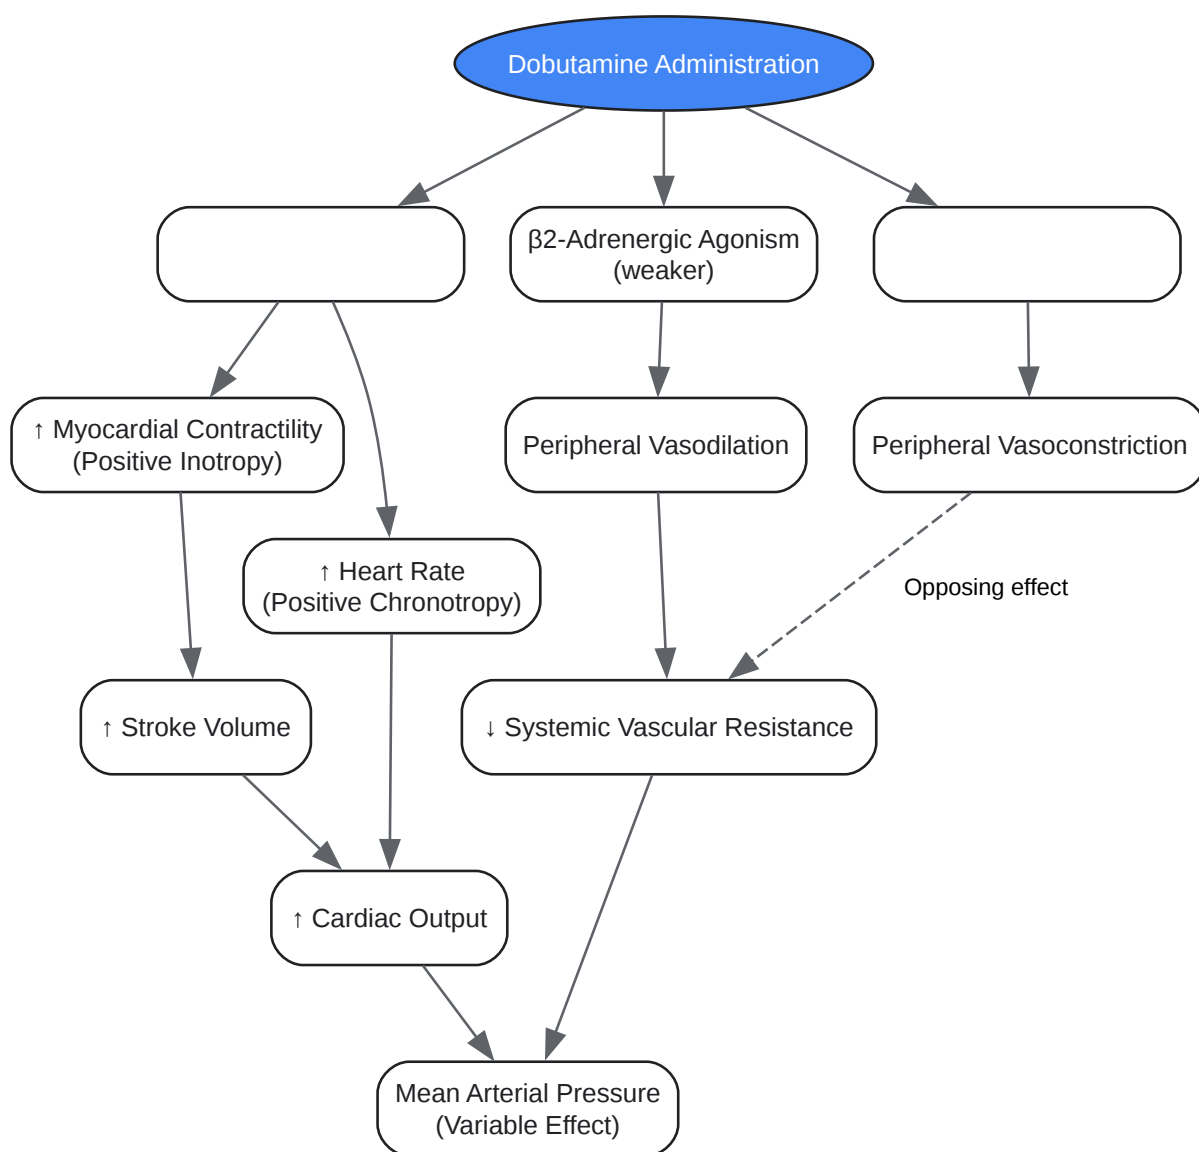 Dobutamine Administration
β2-Adrenergic Agonism
(weaker)
↑ Myocardial Contractility
(Positive Inotropy)
Peripheral Vasodilation
Peripheral Vasoconstriction
↑ Heart Rate
(Positive Chronotropy)
Opposing effect
↑ Stroke Volume
↓ Systemic Vascular Resistance
↑ Cardiac Output
Mean Arterial Pressure
(Variable Effect)